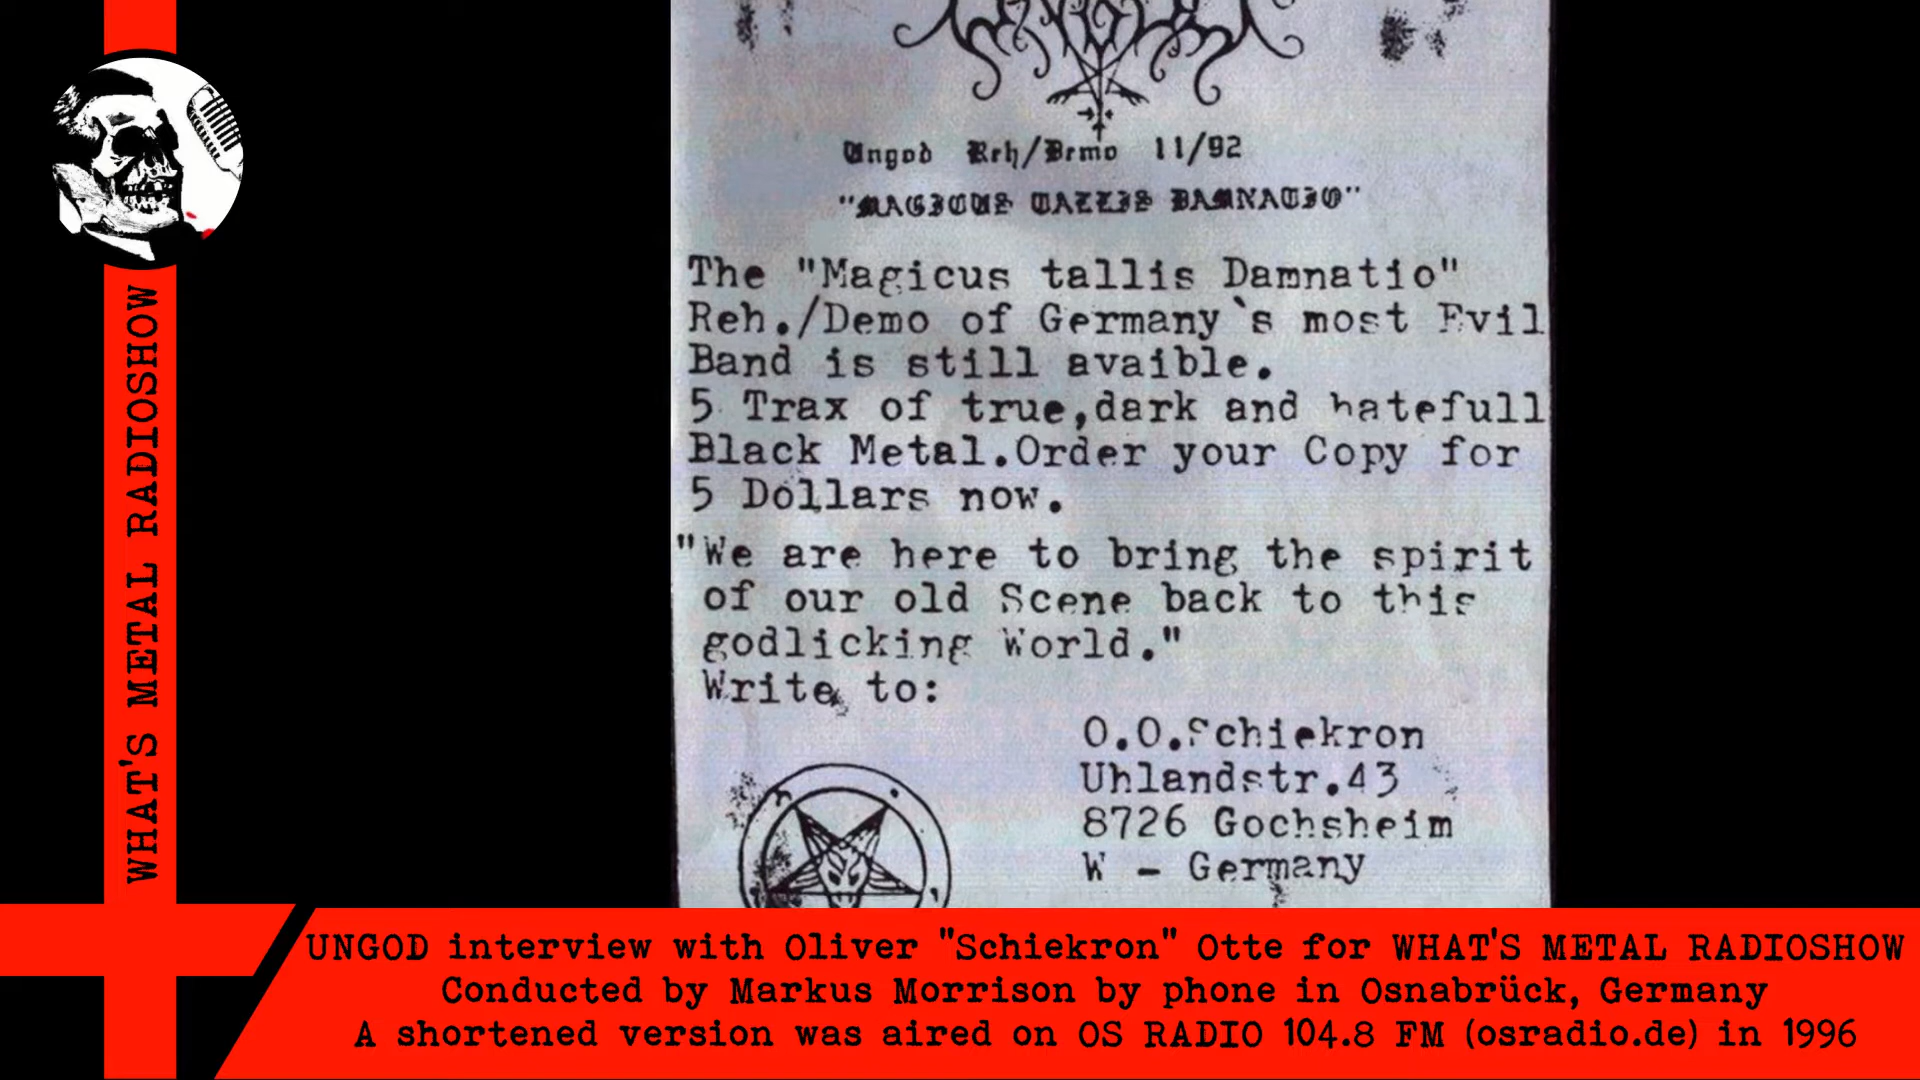 WHAT'S METAL RADIOSHOW
UNGOD
Ungod Reh/Demo 11/92
"MAGICUS TALLIS DAMNATIO"
The "Magicus tallis Damnatio"
Reh./Demo of Germany`s most Evil
Band is still avaible.
5 Trax of true,dark and hatefull
Black Metal.Order your Copy for
5 Dollars now.
"We are here to bring the spirit
of our old Scene back to this
godlicking World."
Write to:
O.O.Schiekron
Uhlandstr.43
8726 Gochsheim
W - Germany
UNGOD interview with Oliver "Schiekron" Otte for WHAT'S METAL RADIOSHOW
Conducted by Markus Morrison by phone in Osnabrück, Germany
A shortened version was aired on OS RADIO 104.8 FM (osradio.de) in 1996